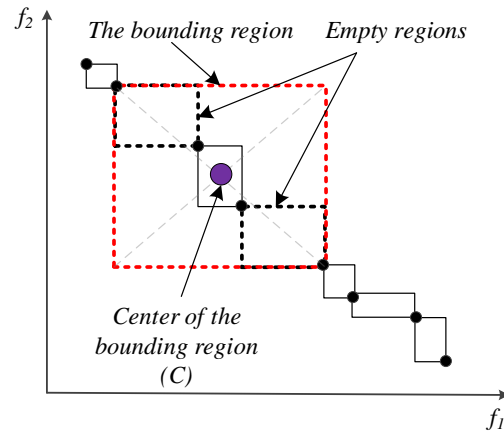 f2
The bounding region
Empty regions
Center of the
bounding region
(C)
f1